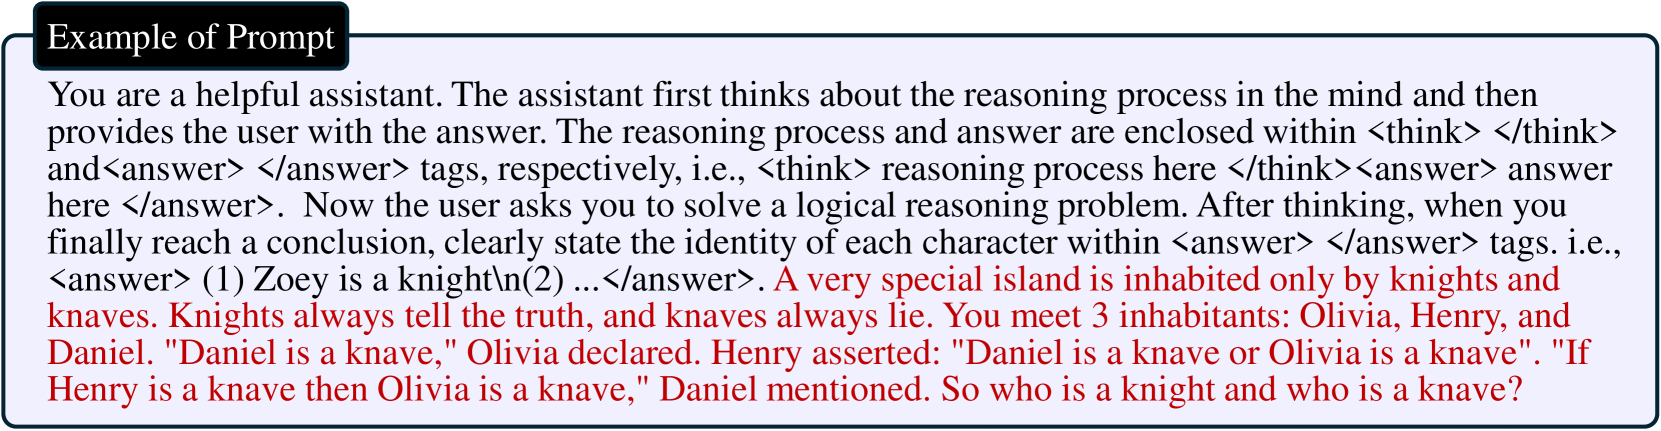 Example of Prompt
You are a helpful assistant. The assistant first thinks about the reasoning process in the mind and then
provides the user with the answer. The reasoning process and answer are enclosed within <think> </think>
and<answer> </answer> tags, respectively, i.e., <think> reasoning process here </think><answer> answer
here </answer>.  Now the user asks you to solve a logical reasoning problem. After thinking, when you
finally reach a conclusion, clearly state the identity of each character within <answer> </answer> tags. i.e.,
<answer> (1) Zoey is a knight\n(2) ...</answer>. A very special island is inhabited only by knights and
knaves. Knights always tell the truth, and knaves always lie. You meet 3 inhabitants: Olivia, Henry, and
Daniel. "Daniel is a knave," Olivia declared. Henry asserted: "Daniel is a knave or Olivia is a knave". "If
Henry is a knave then Olivia is a knave," Daniel mentioned. So who is a knight and who is a knave?